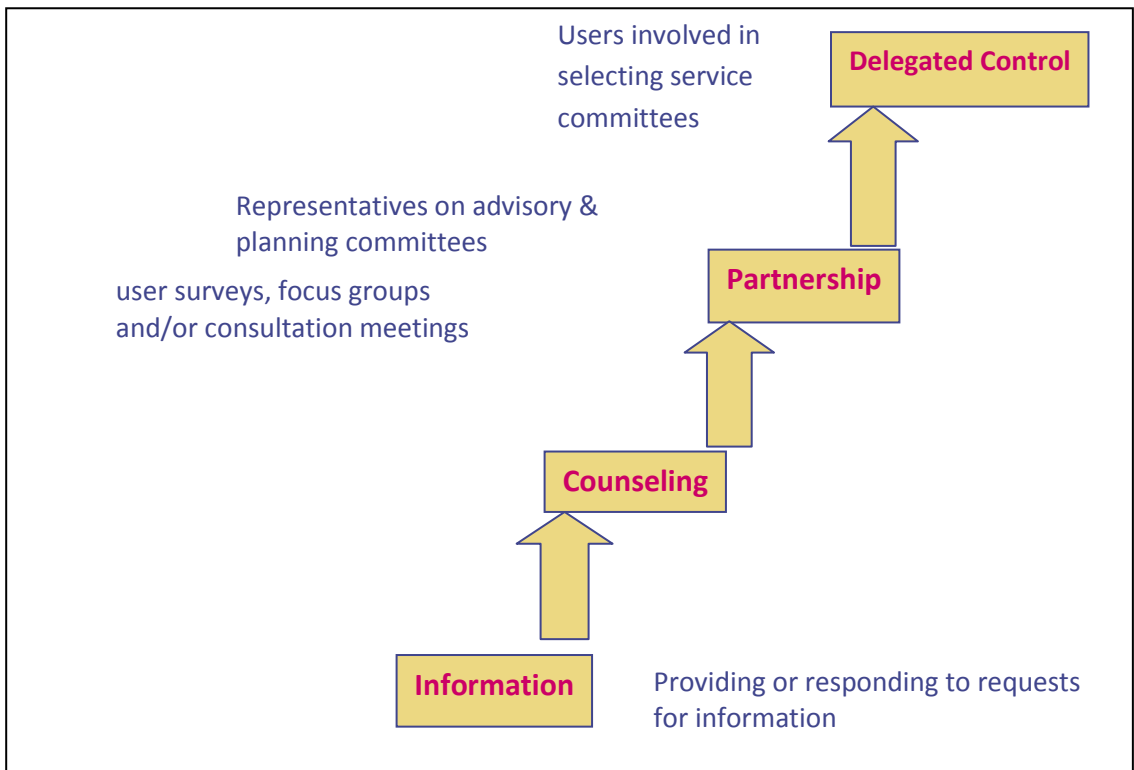 Users involved in
selecting service
committees
Delegated Control
Representatives on advisory &
planning committees
Partnership
user surveys, focus groups
and/or consultation meetings
Counseling
Information
Providing or responding to requests
for information